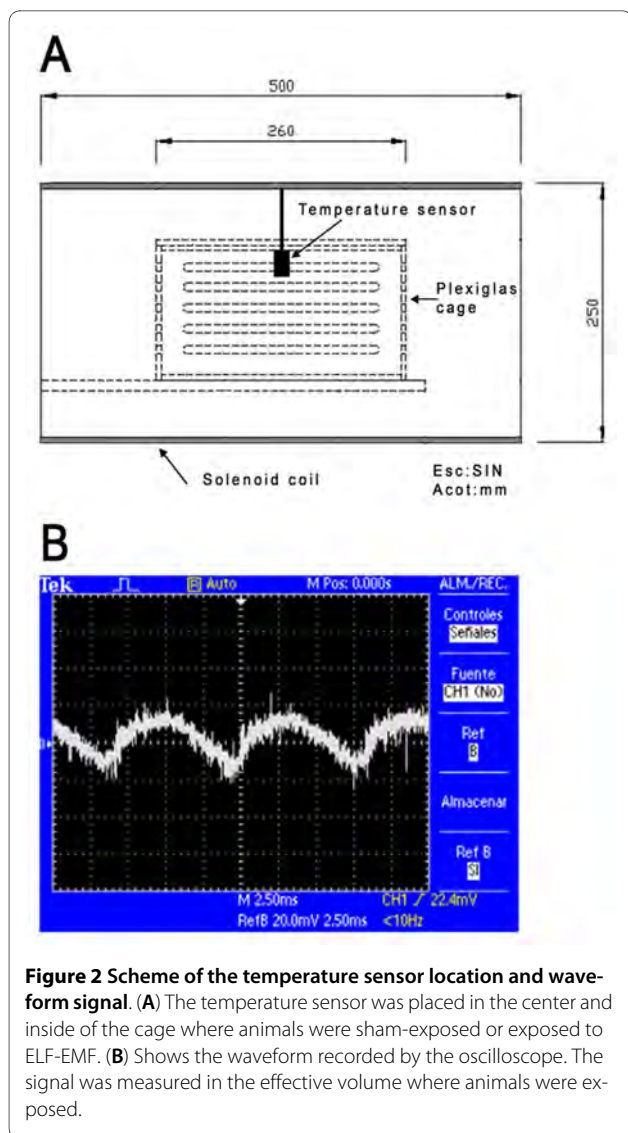 A
500
260
Temperature sensor
Plexiglas
cage
250
Solenoid coil
Esc:SIN
Acot:mm
B
Tek
R Auto
M Pos: 0.000s
ALM./REC.
Controles
Señales
Fuente
CH1 (No)
Ref
B
Almacenar
Ref B
Sí
M 2.50ms
CH1
22.4mV
RefB 20.0mV 2.50ms
<10Hz
Figure 2 Scheme of the temperature sensor location and wave-
form signal. (A) The temperature sensor was placed in the center and
inside of the cage where animals were sham-exposed or exposed to
ELF-EMF. (B) Shows the waveform recorded by the oscilloscope. The
signal was measured in the effective volume where animals were ex-
posed.